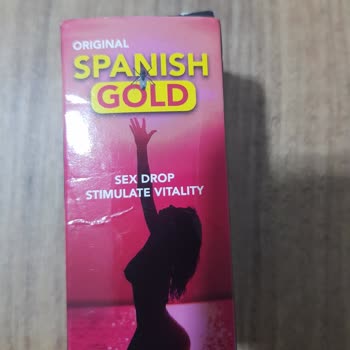 ORIGINAL
SPANISH
GOLD
SEX DROP
STIMULATE VITALITY